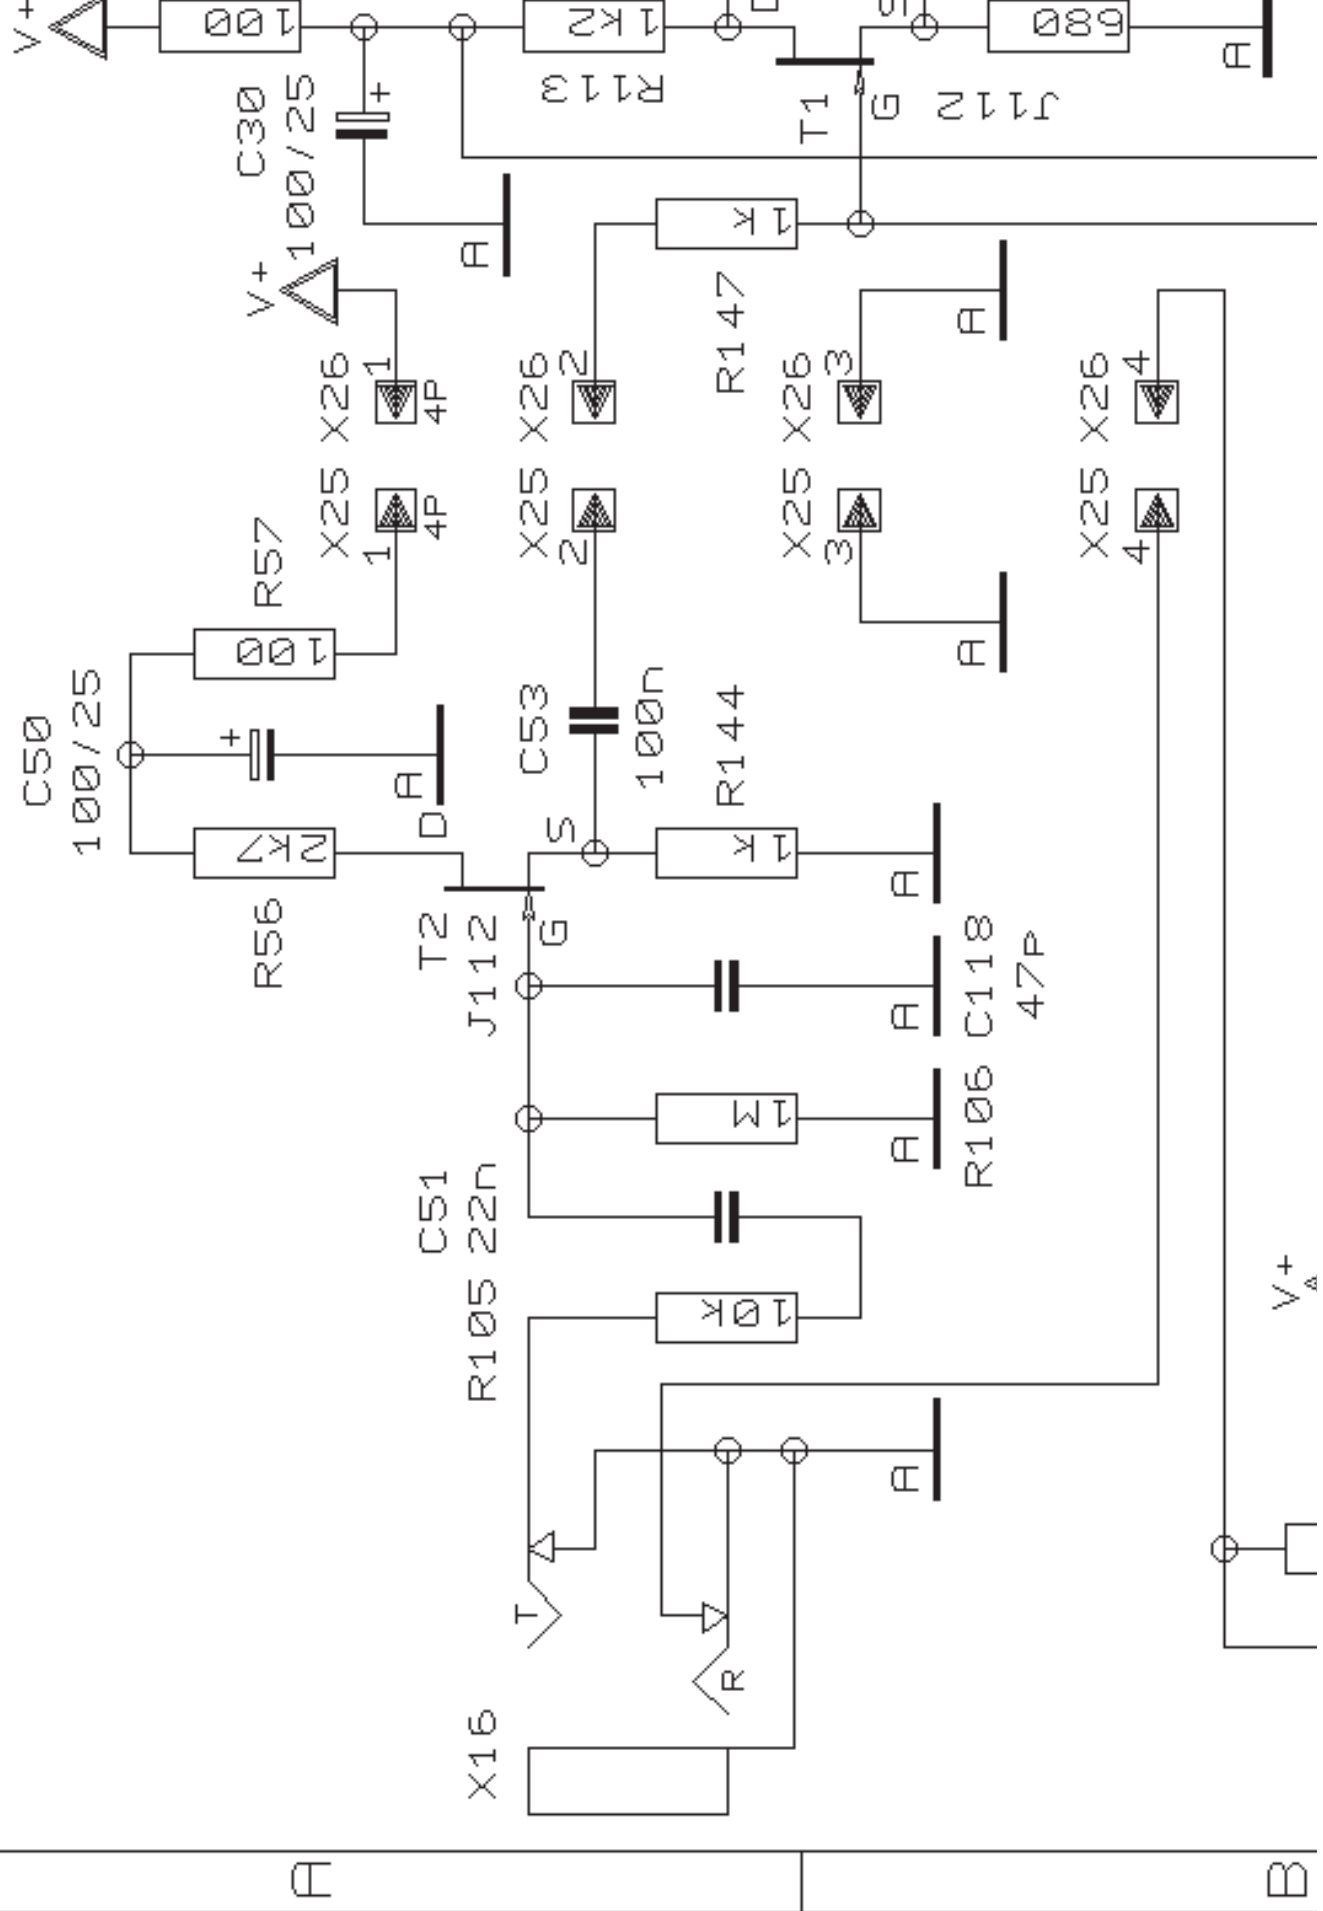 V+
100
1k2
D
S
680
A
R113
C30
100/25
+
T1
G
J112
A
V+
1k
R147
X26 1
4P
X26 2
X26 3
A
X26 4
X25 1
4P
X25 2
X25 3
A
X25 4
R57
100
C50
100/25
+
A
C53
100n
R144
2k7
R56
D
S
1k
A
T2
J112
G
A
C118
47p
1M
A
R106
C51
22n
R105
10k
A
V+
T
R
X16
A
B